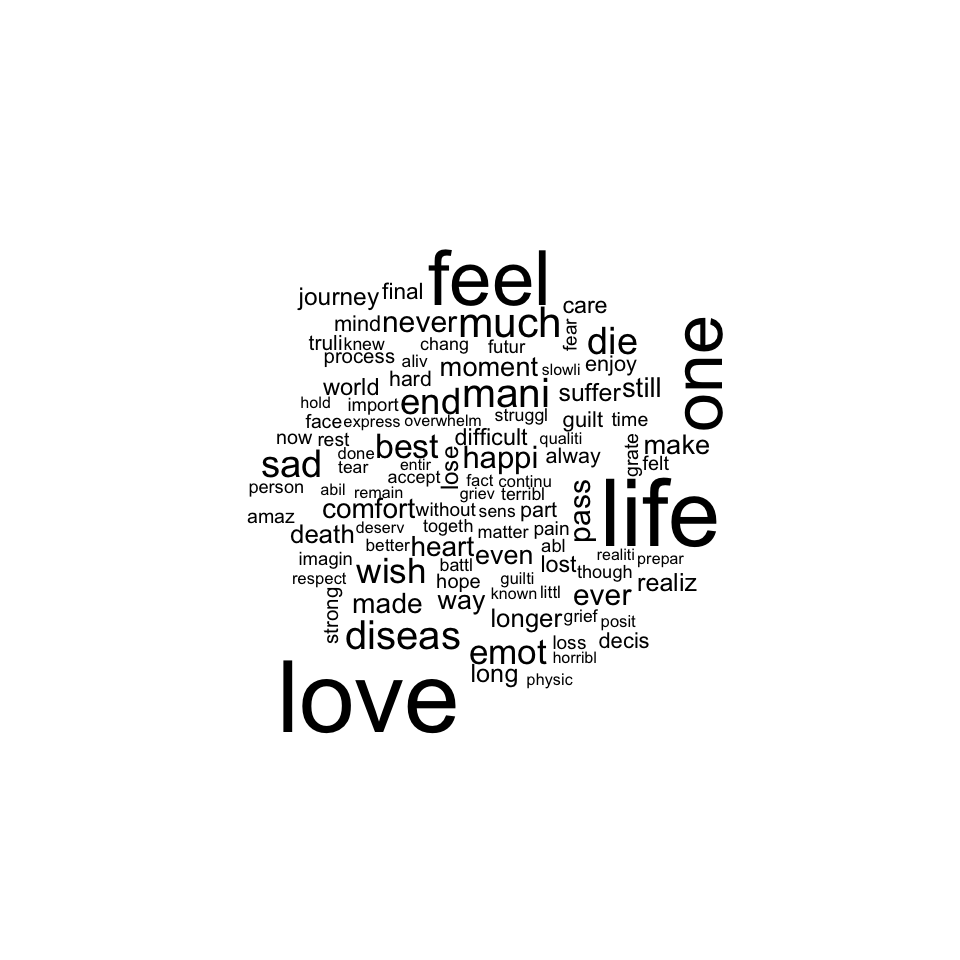 feel
journey final
care
mind never much fear
one
truli knew chang futur die
process aliv moment slowli enjoy
world hard mani suffer still
hold import end struggl
face express overwhelm guilt time
now rest best difficult qualiti grate make
done
sad tear entir lose happi alway felt
accept fact continu
person abil remain griev terribl pass life
amaz comfort without sens part
death deserv togeth matter pain
better heart even abl
imagin battl lost realiti prepar
respect wish hope guilti though realiz
strong made way known littl ever
longer grief posit
diseas emot loss decis
horribl
long physic
love